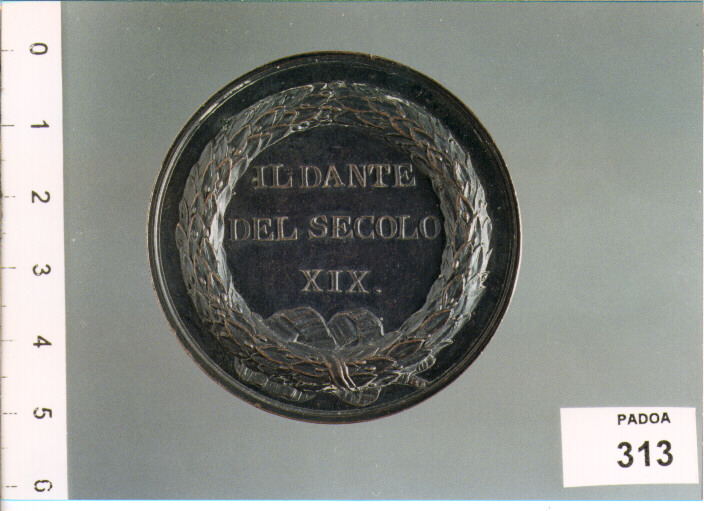 IL DANTE
DEL SECOLO
XIX.
PADOA
313
0
1
2
3
4
5
6